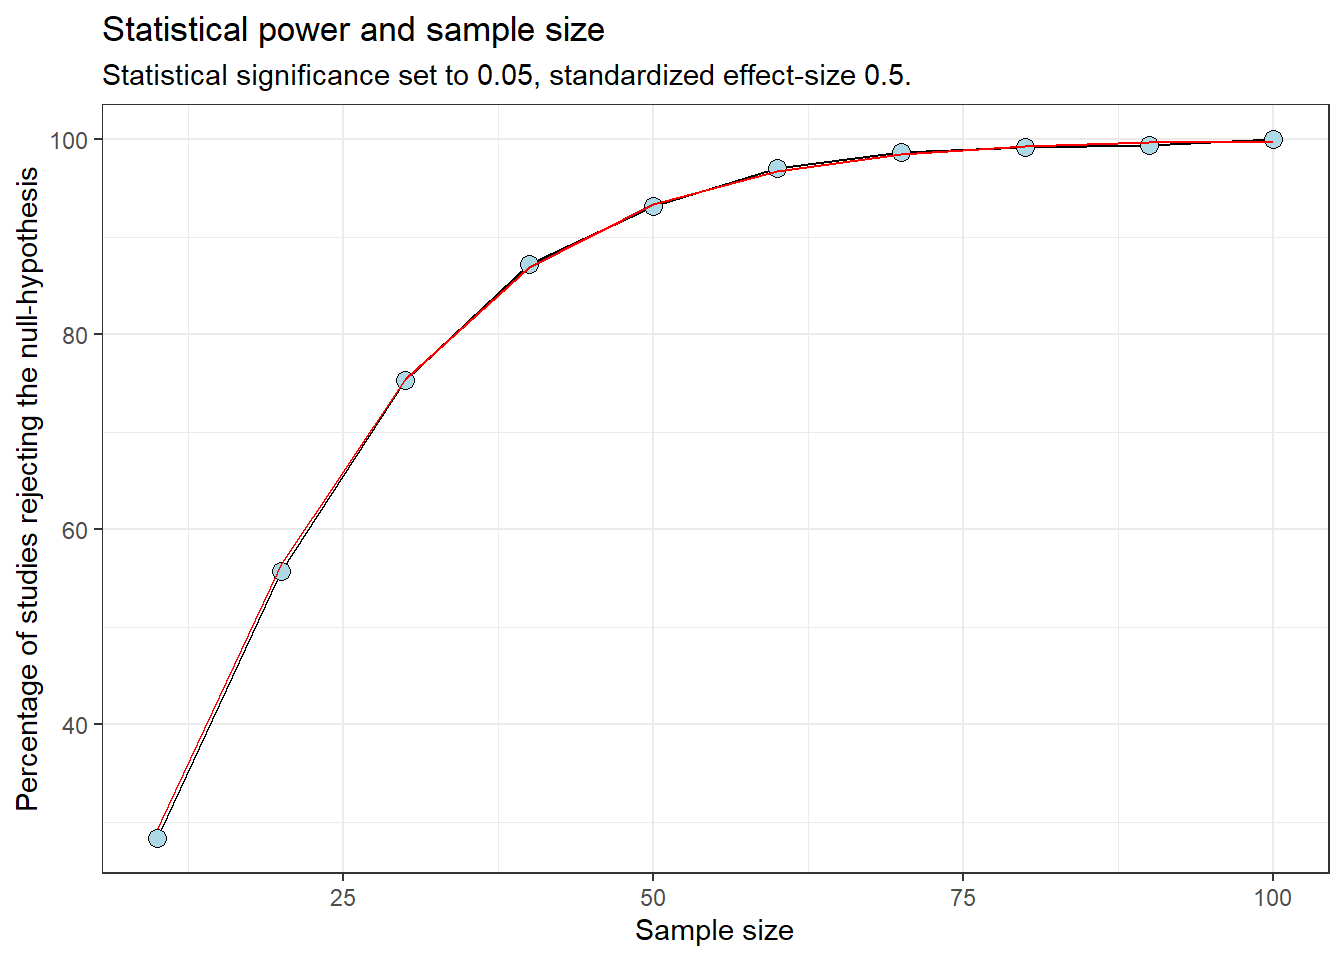 Statistical power and sample size
Statistical significance set to 0.05, standardized effect-size 0.5.
Percentage of studies rejecting the null-hypothesis
100
80
60
40
25
50
75
100
Sample size